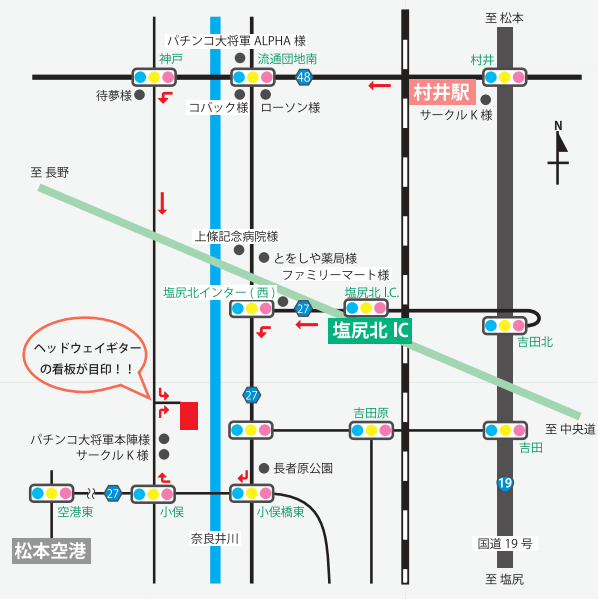 至 松本
パチンコ大将軍 ALPHA 様
神戸
流通団地南
村井
48
待夢様
村井駅
コバック様
ローソン様
サークル K 様
N
至 長野
上條記念病院様
とをしや薬局様
ファミリーマート様
塩尻北インター ( 西 )
塩尻北 I.C.
27
塩尻北 IC
吉田北
ヘッドウェイギター
の看板が目印！！
27
吉田原
至 中央道
パチンコ大将軍本陣様
サークル K 様
吉田
長者原公園
19
27
空港東
小俣
小俣橋東
奈良井川
国道 19 号
松本空港
至 塩尻